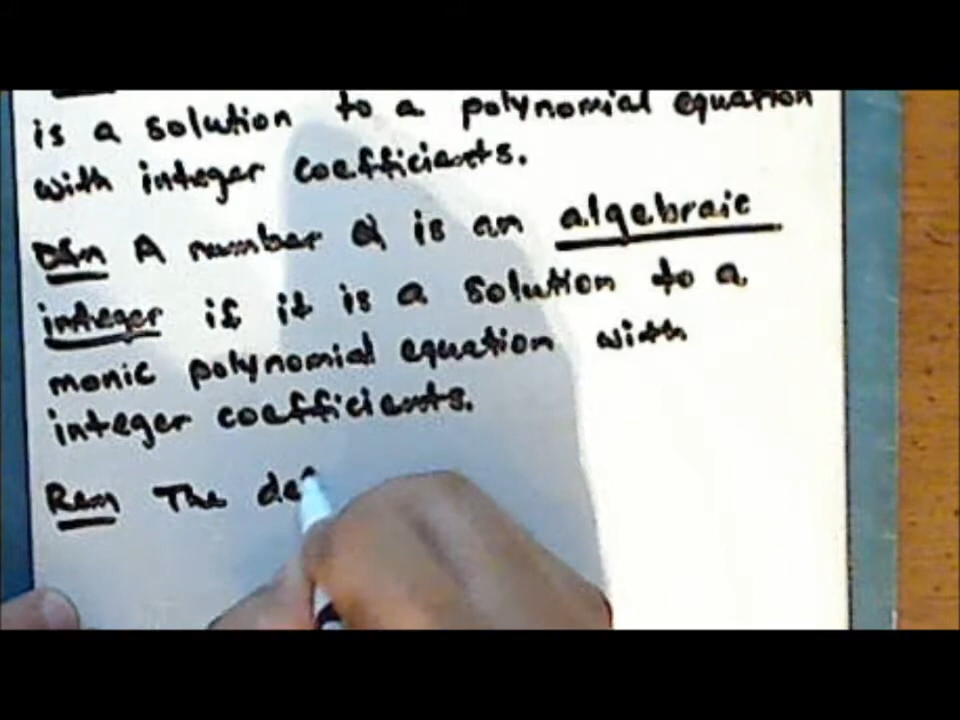 is a solution to a polynomial equation
with integer coefficients.
Dfn A number α is an algebraic
integer if it is a solution to a
monic polynomial equation with
integer coefficients.
Rem The def